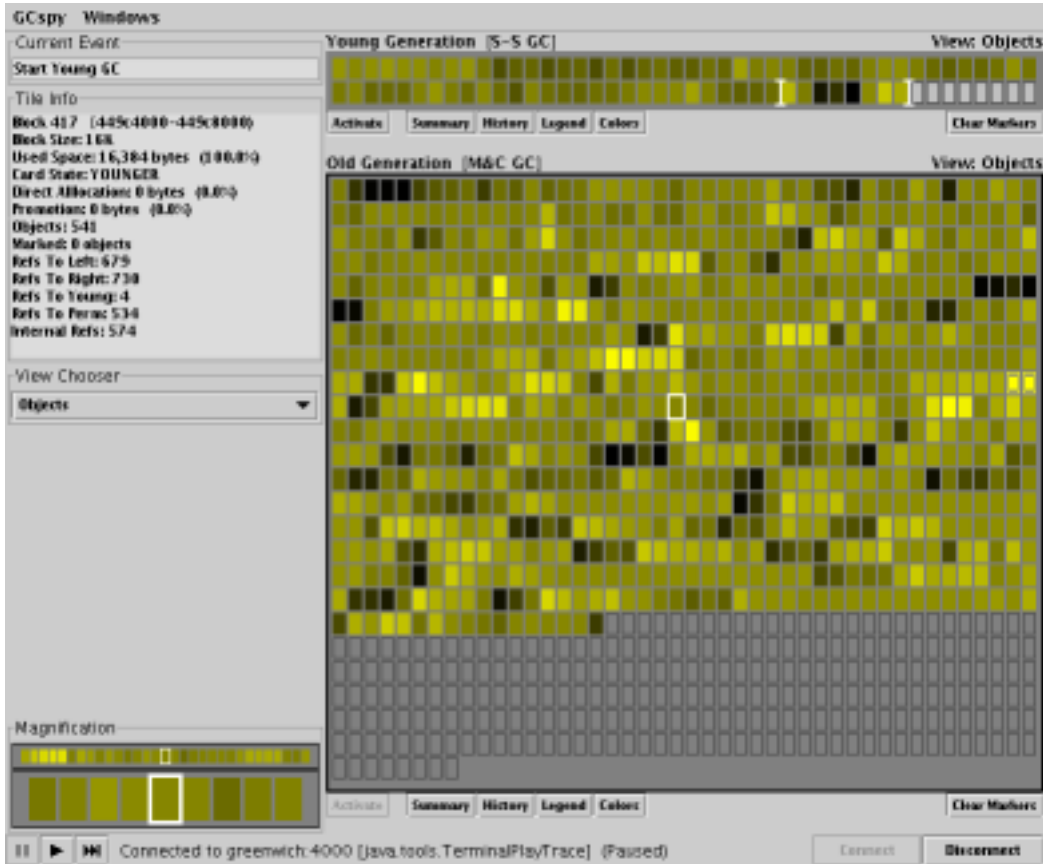 GCspy Windows
Current Event
Start Young GC
Tile Info
Block 417 [449c4000-449c8000)
Block Size: 16K
Used Space: 16,384 bytes (100.0%)
Card State: YOUNGER
Direct Alllocation: 0 bytes (0.0%)
Promotion: 0 bytes (0.0%)
Objects: 541
Marked: 0 objects
Refs To Left: 679
Refs To Right: 730
Refs To Young: 4
Refs To Perm: 534
Internal Refs: 574
View Chooser
Objects
Magnification
Young Generation [S-S GC] View: Objects
Activate Summary History Legend Colors Clear Markers
Old Generation [M&C GC] View: Objects
Activate Summary History Legend Colors Clear Markers
Connected to greenwich:4000 [java.tools.TerminalPlayTrace] (Paused) Connect Disconnect